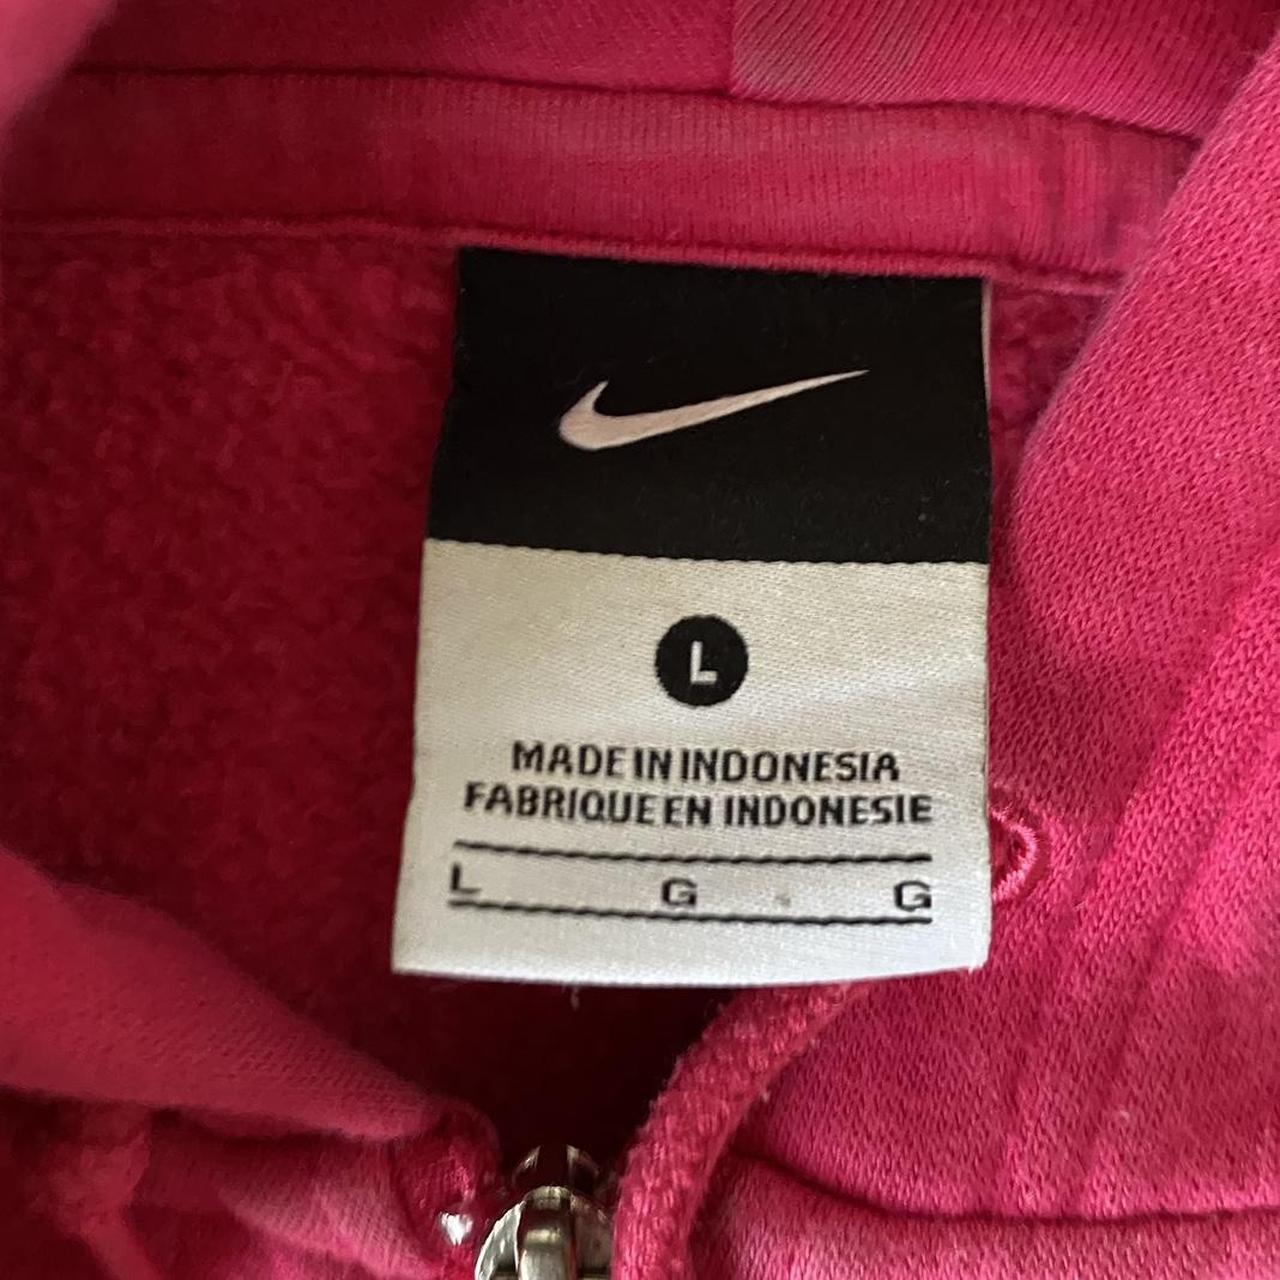 L
MADE IN INDONESIA
FABRIQUE EN INDONESIE
L G G